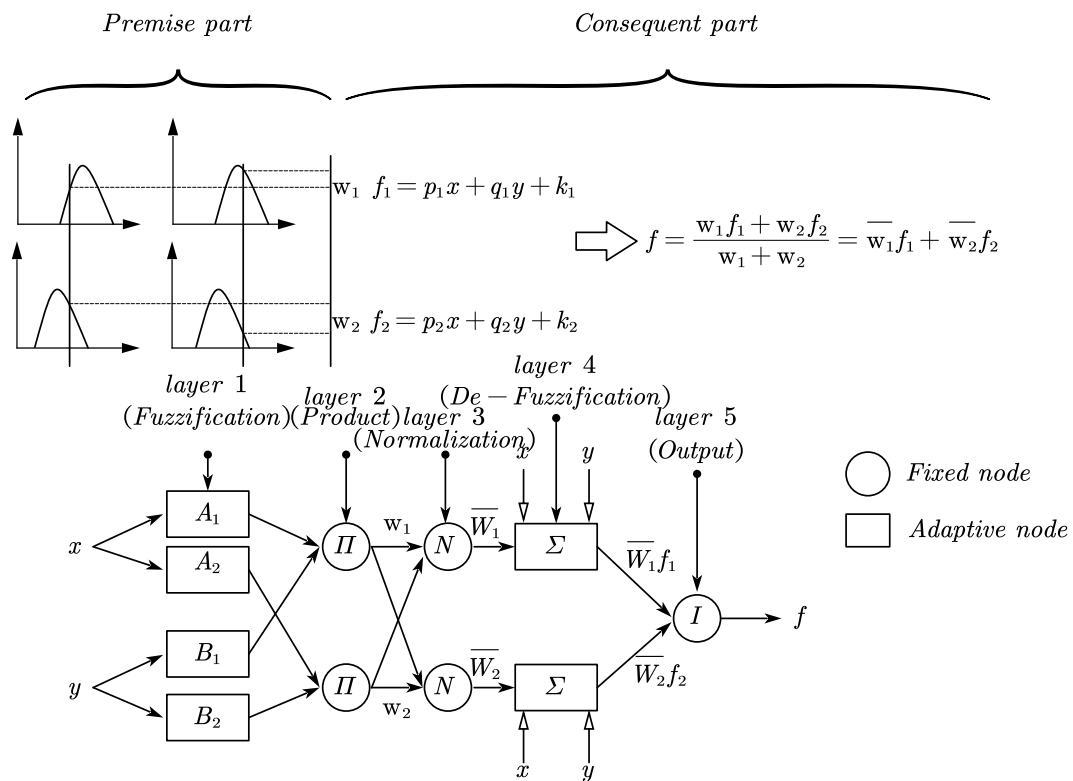 Premise part
Consequent part
w₁ f₁ = p₁x + q₁y + k₁
f = (w₁f₁ + w₂f₂) / (w₁ + w₂) = w̅₁f₁ + w̅₂f₂
w₂ f₂ = p₂x + q₂y + k₂
layer 1
(Fuzzification)
layer 2
(Product)
layer 3
(Normalization)
layer 4
(De − Fuzzification)
layer 5
(Output)
x y
Fixed node
Adaptive node
A₁
x
A₂
Π
w₁
N
W̅₁
Σ
W̅₁f₁
I
f
B₁
y
B₂
Π
w₂
N
W̅₂
Σ
W̅₂f₂
x y